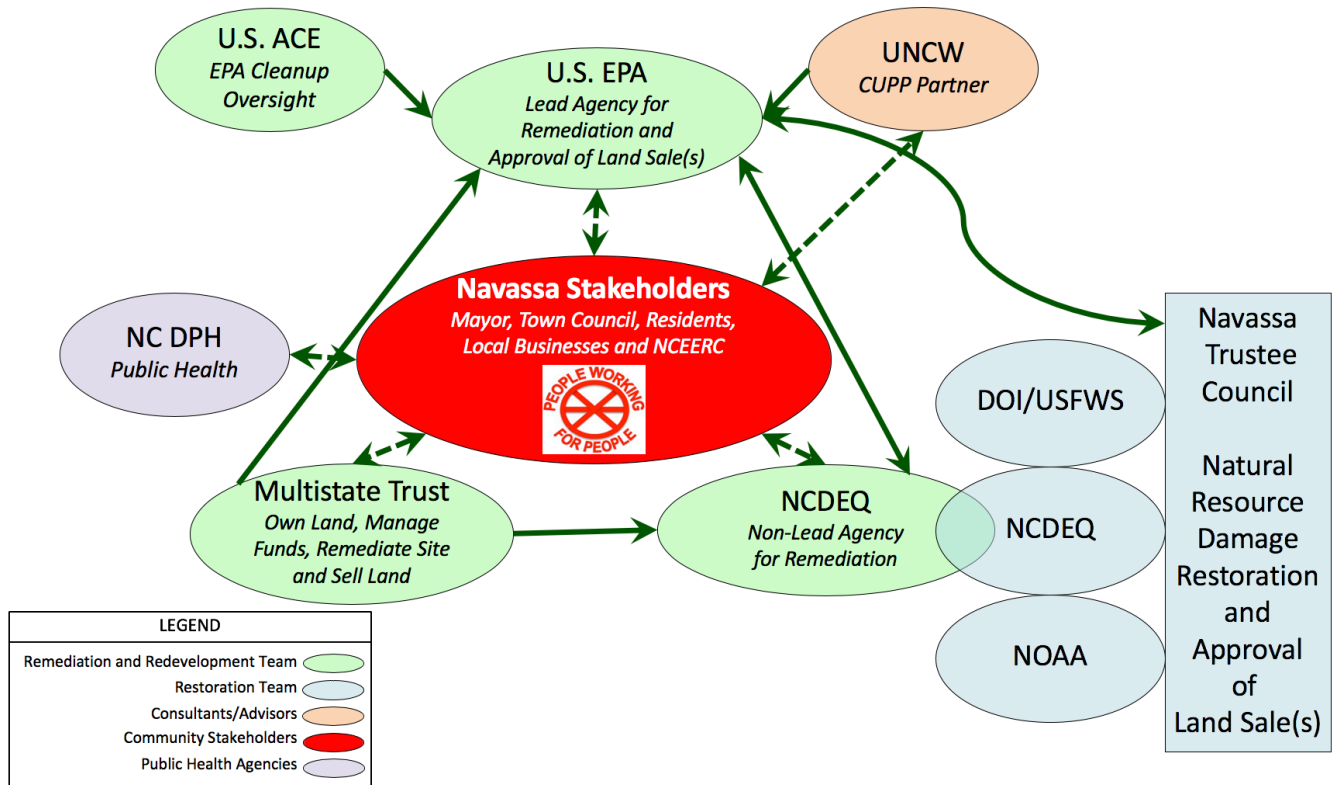 U.S. ACE
EPA Cleanup
Oversight
U.S. EPA
Lead Agency for
Remediation and
Approval of Land Sale(s)
UNCW
CUPP Partner
Navassa Stakeholders
Mayor, Town Council, Residents,
Local Businesses and NCEERC
PEOPLE WORKING
FOR PEOPLE
NC DPH
Public Health
Multistate Trust
Own Land, Manage
Funds, Remediate Site
and Sell Land
NCDEQ
Non-Lead Agency
for Remediation
DOI/USFWS
NCDEQ
NOAA
Navassa
Trustee
Council
Natural
Resource
Damage
Restoration
and
Approval
of
Land Sale(s)
LEGEND
Remediation and Redevelopment Team
Restoration Team
Consultants/Advisors
Community Stakeholders
Public Health Agencies